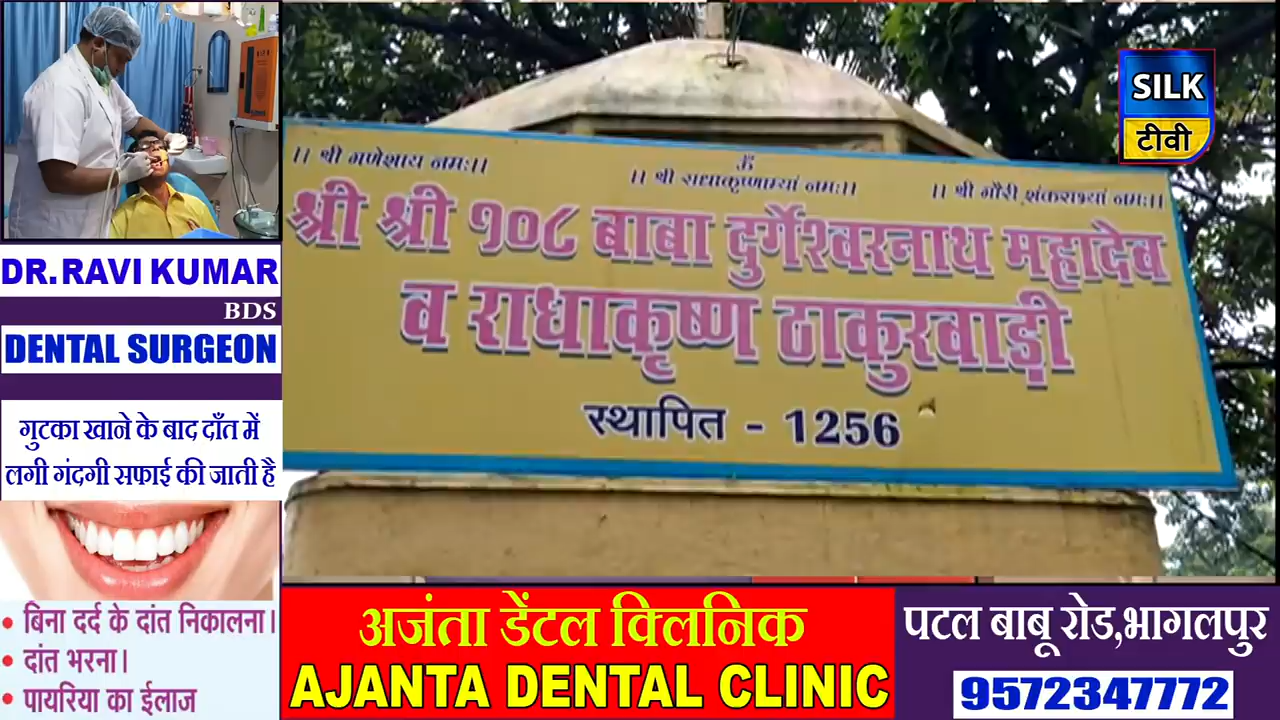 SILK
टीवी
।। श्री गणेशाय नमः।।
ॐ
।। श्री राधाकृष्णाभ्यां नमः।।
।। श्री गौरी शंकराभ्यां नमः।।
श्री श्री १०८ बाबा दुर्गेश्वरनाथ महादेव
व राधाकृष्ण ठाकुरवाड़ी
स्थापित - 1256
DR. RAVI KUMAR
BDS
DENTAL SURGEON
गुटका खाने के बाद दाँत में
लगी गंदगी सफाई की जाती है
• बिना दर्द के दांत निकालना।
• दांत भरना।
• पायरिया का ईलाज
अजंता डेंटल क्लिनिक
AJANTA DENTAL CLINIC
पटल बाबू रोड,भागलपुर
9572347772